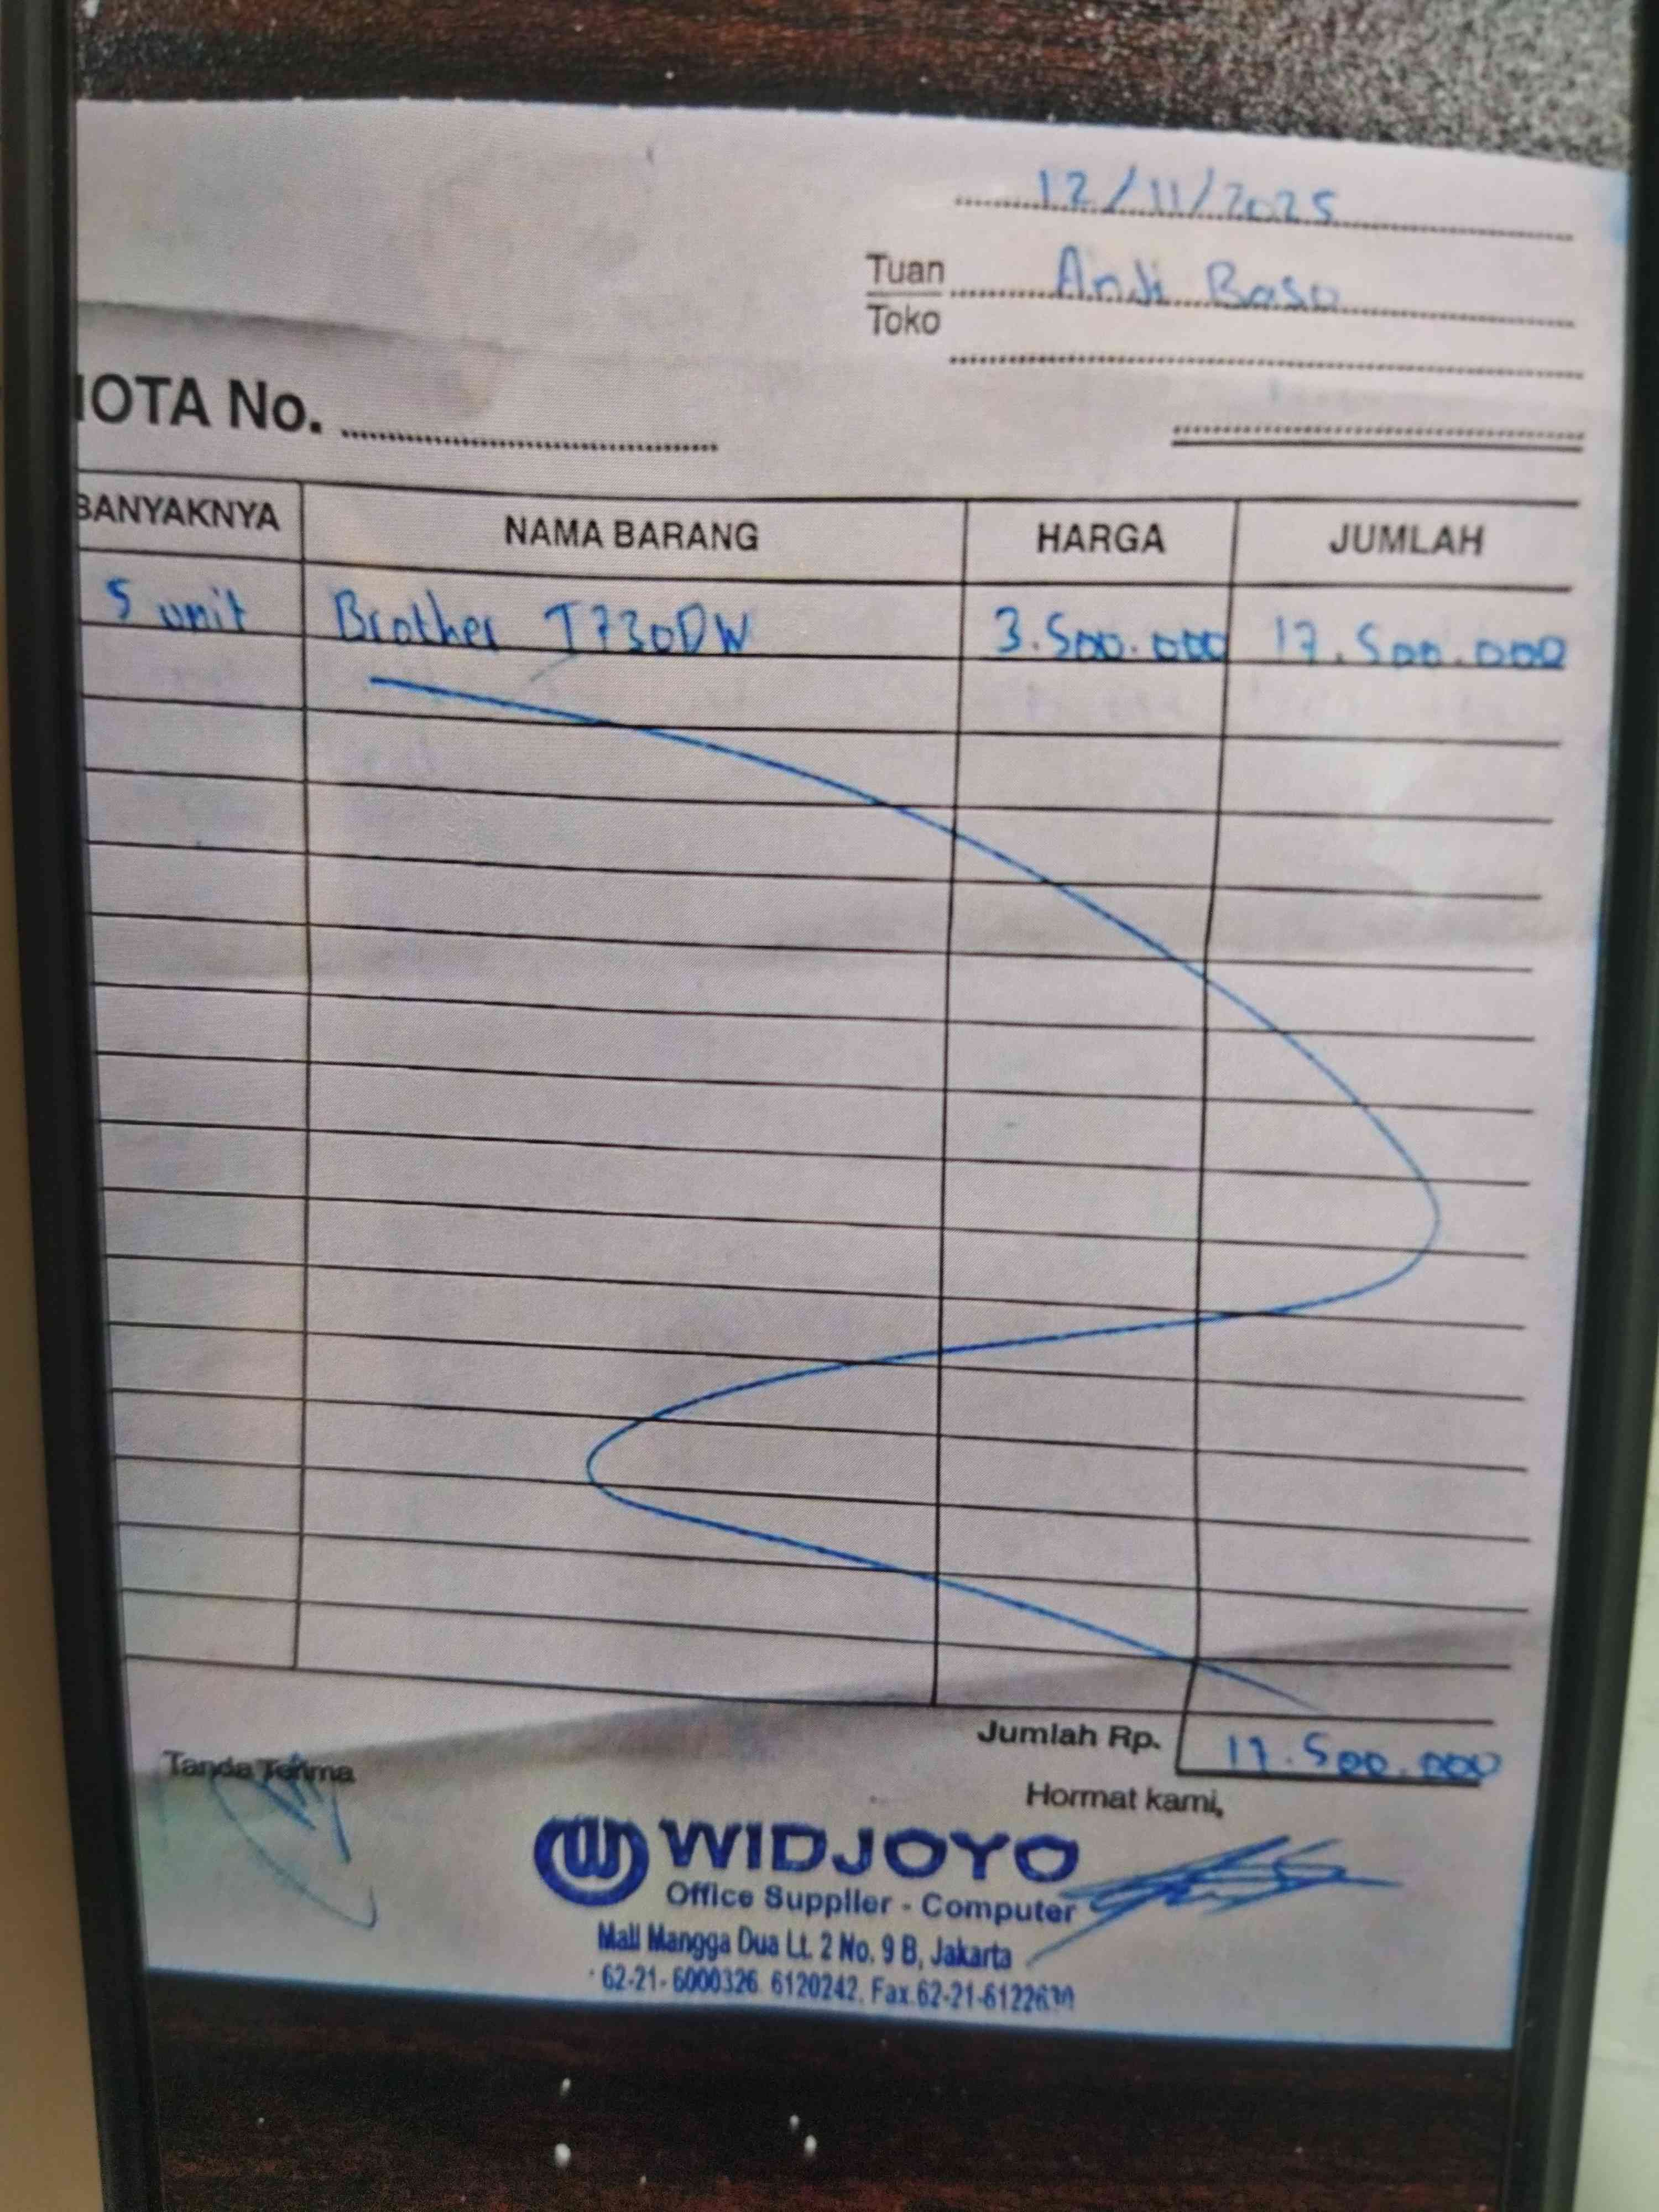 12/11/2025
Tuan Andi Baso
Toko
NOTA No.
BANYAKNYA NAMA BARANG HARGA JUMLAH
5 unit Brother T730DW 3.500.000 17.500.000
Jumlah Rp. 17.500.000
Tanda Terima Hormat kami,
WIDJOYO
Office Supplier - Computer
Mall Mangga Dua Lt. 2 No. 9 B, Jakarta
62-21-6000326. 6120242. Fax.62-21-6122630